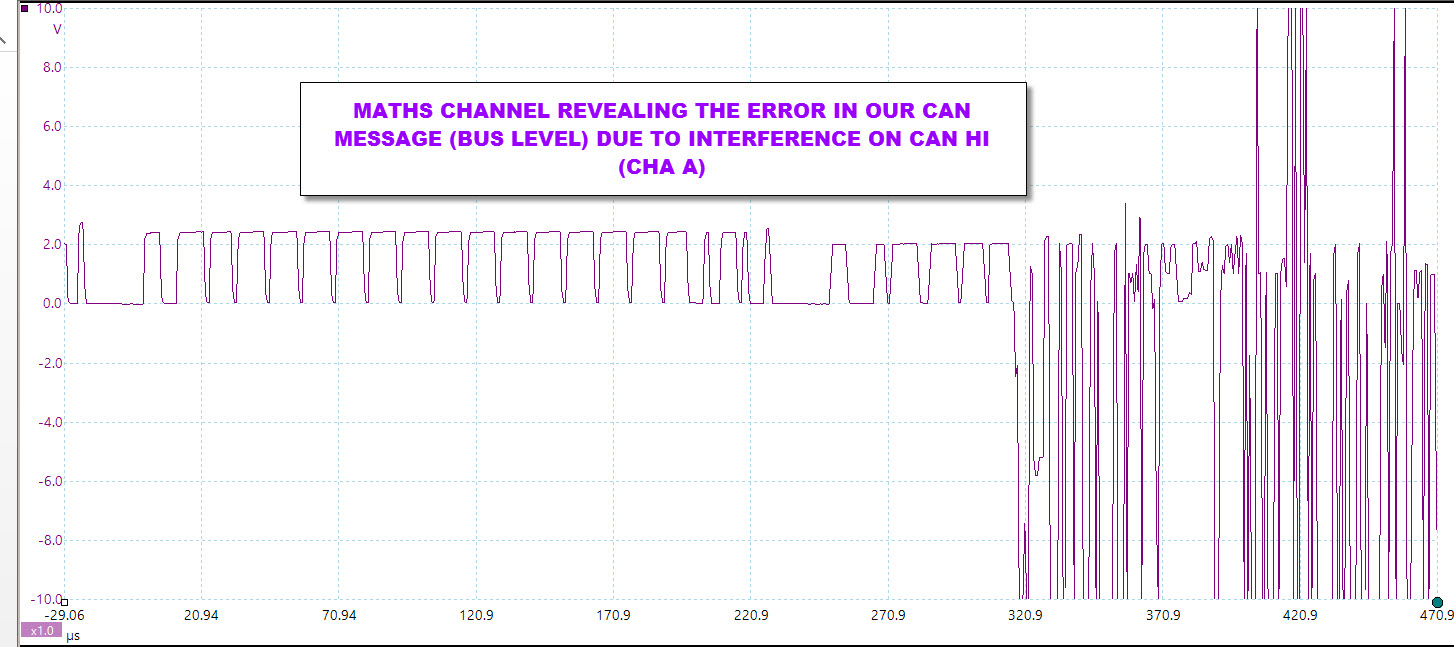 10.0
V
8.0
6.0
4.0
2.0
0.0
-2.0
-4.0
-6.0
-8.0
-10.0
MATHS CHANNEL REVEALING THE ERROR IN OUR CAN
MESSAGE (BUS LEVEL) DUE TO INTERFERENCE ON CAN HI
(CHA A)
-29.06 20.94 70.94 120.9 170.9 220.9 270.9 320.9 370.9 420.9 470.9
x1.0 µs